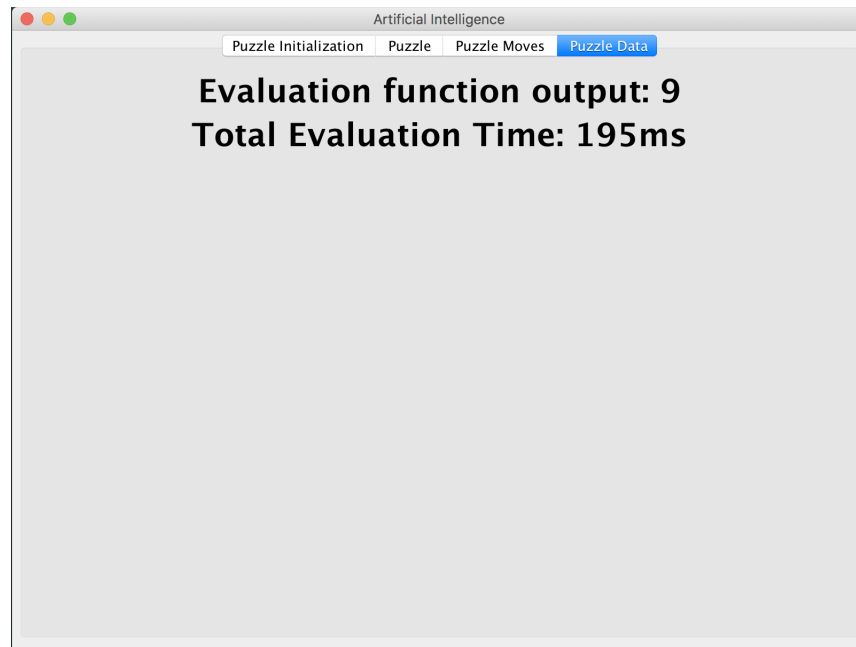 Artificial Intelligence
Puzzle Initialization Puzzle Puzzle Moves Puzzle Data
Evaluation function output: 9
Total Evaluation Time: 195ms